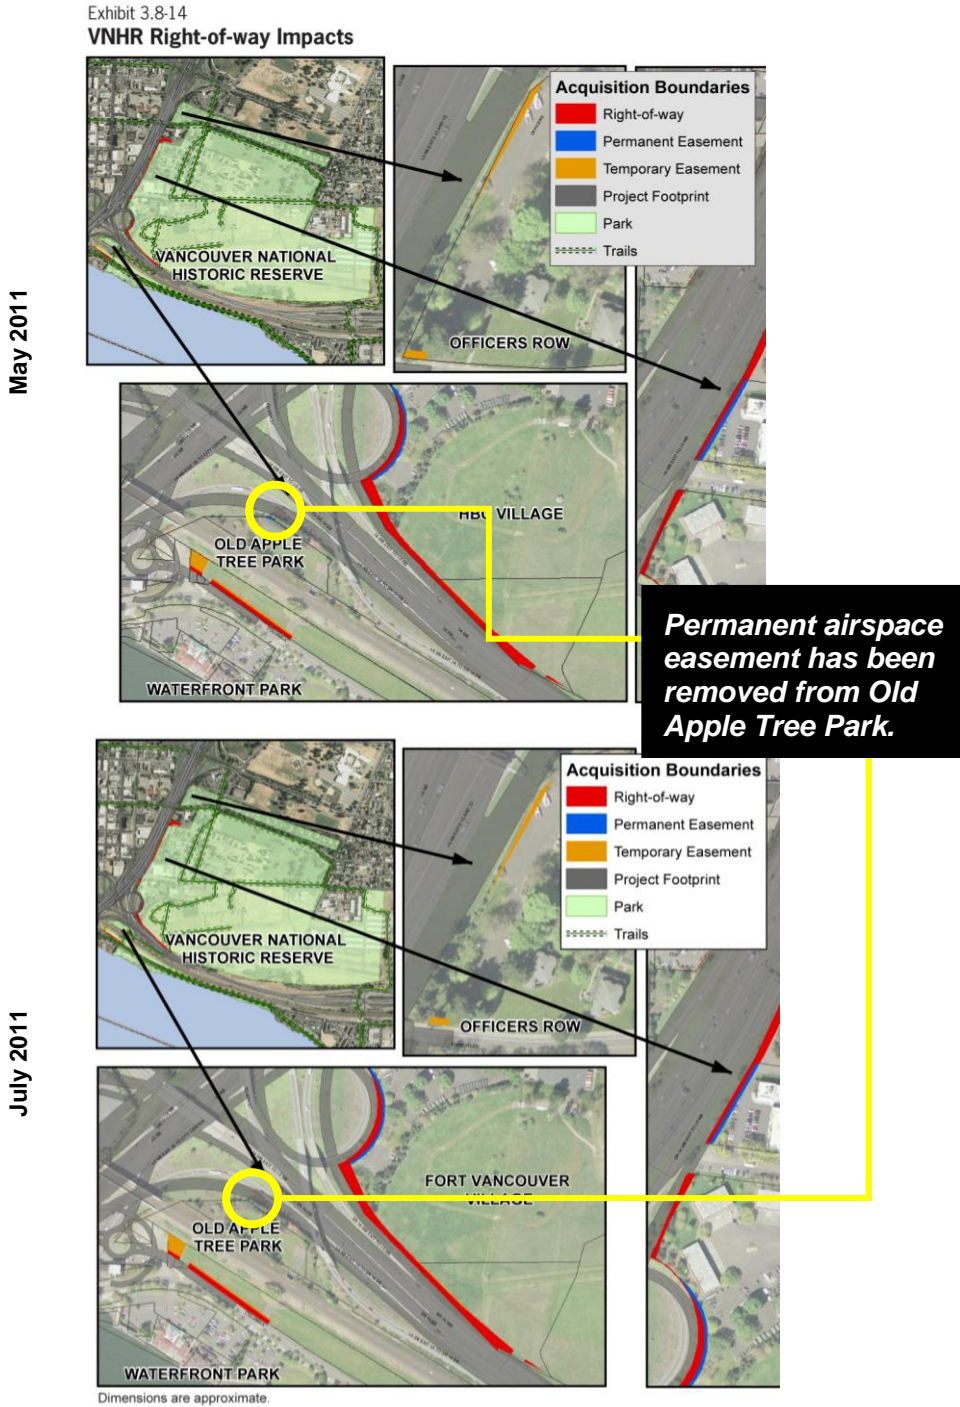 Exhibit 3.8-14
VNHR Right-of-way Impacts
May 2011
VANCOUVER NATIONAL
HISTORIC RESERVE
OFFICERS ROW
Acquisition Boundaries
Right-of-way
Permanent Easement
Temporary Easement
Project Footprint
Park
Trails
HBC VILLAGE
OLD APPLE
TREE PARK
WATERFRONT PARK
Permanent airspace
easement has been
removed from Old
Apple Tree Park.
July 2011
VANCOUVER NATIONAL
HISTORIC RESERVE
OFFICERS ROW
Acquisition Boundaries
Right-of-way
Permanent Easement
Temporary Easement
Project Footprint
Park
Trails
FORT VANCOUVER
VILLAGE
OLD APPLE
TREE PARK
WATERFRONT PARK
Dimensions are approximate.